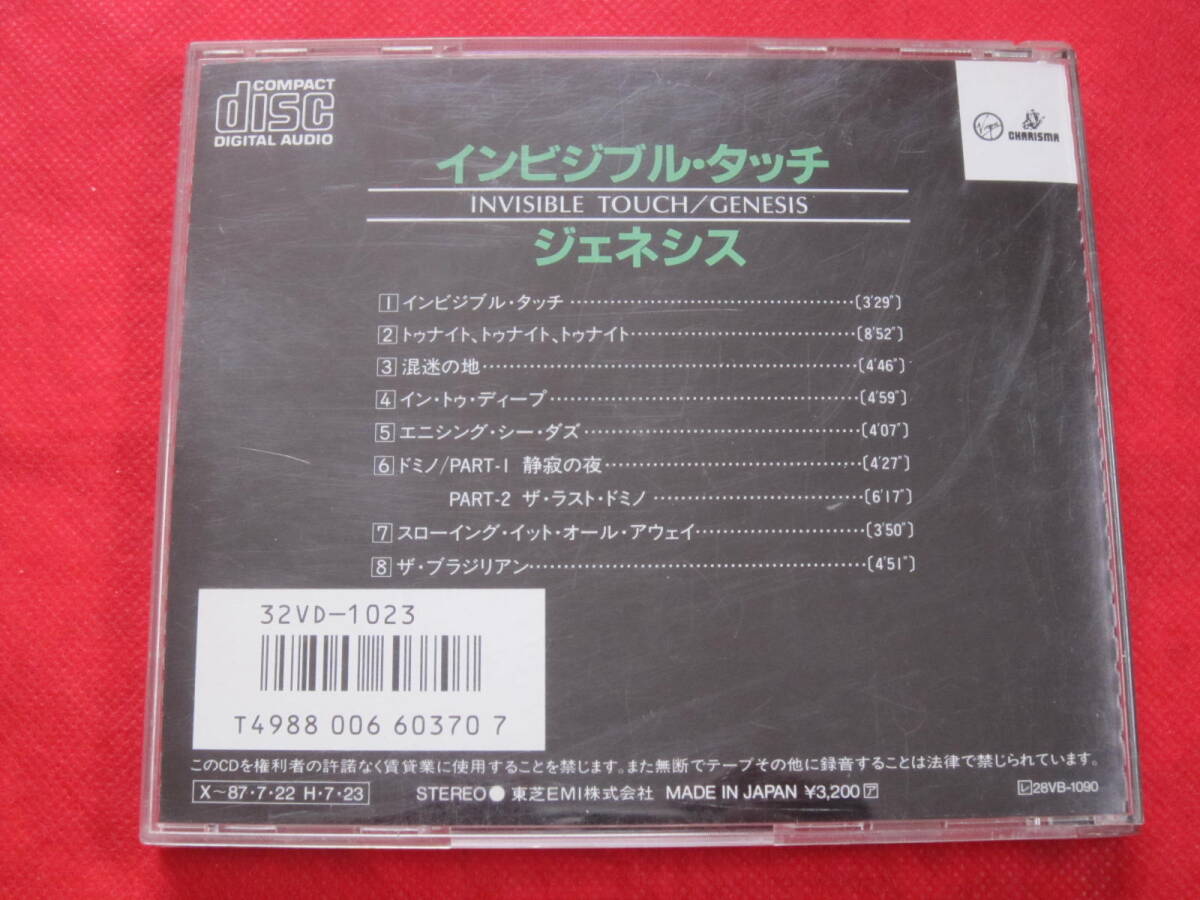 COMPACT
disc
DIGITAL AUDIO
Virgin
CHARISMA
インビジブル・タッチ
INVISIBLE TOUCH/GENESIS
ジェネシス
1 インビジブル・タッチ……………………………………(3'29")
2 トゥナイト、トゥナイト、トゥナイト……………………………(8'52")
3 混迷の地………………………………………………(4'46")
4 イン・トゥ・ディープ………………………………………(4'59")
5 エニシング・シー・ダズ……………………………………(4'07")
6 ドミノ/PART-1 静寂の夜…………………………………(4'27")
PART-2 ザ・ラスト・ドミノ……………………………(6'17")
7 スローイング・イット・オール・アウェイ………………………(3'50")
8 ザ・ブラジリアン……………………………………………(4'51")
32VD-1023
T4988 006 60370 7
このCDを権利者の許諾なく賃貸業に使用することを禁じます。また無断でテープその他に録音することは法律で禁じられています。
X~87・7・22 H・7・23 STEREO● 東芝EMI株式会社 MADE IN JAPAN ¥3,200 ア レ28VB-1090